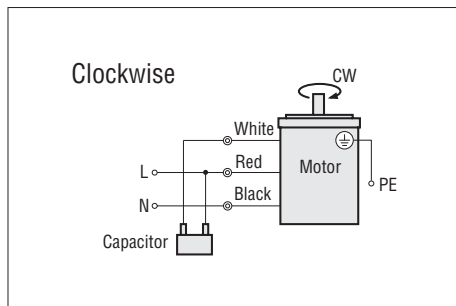 Clockwise
CW
White
L
Red
Motor
PE
N
Black
Capacitor